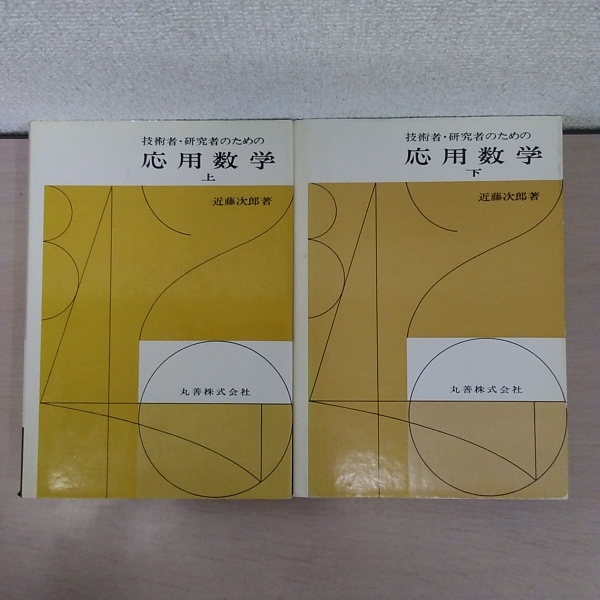 技術者・研究者のための
応用数学
上
近藤次郎著
丸善株式会社
技術者・研究者のための
応用数学
下
近藤次郎著
丸善株式会社